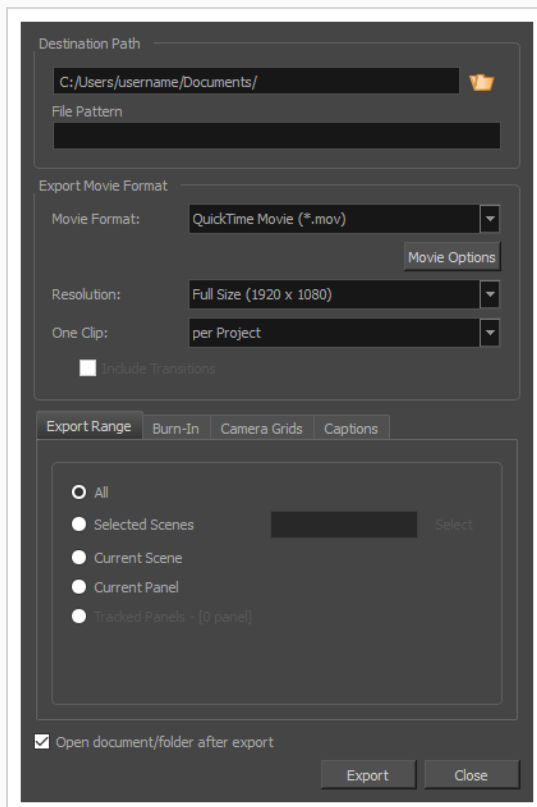 Destination Path
C:/Users/username/Documents/
File Pattern
Export Movie Format
Movie Format: QuickTime Movie (*.mov)
Movie Options
Resolution: Full Size (1920 x 1080)
One Clip: per Project
Include Transitions
Export Range Burn-In Camera Grids Captions
All
Selected Scenes Select
Current Scene
Current Panel
Tracked Panels - [0 panel]
Open document/folder after export
Export Close